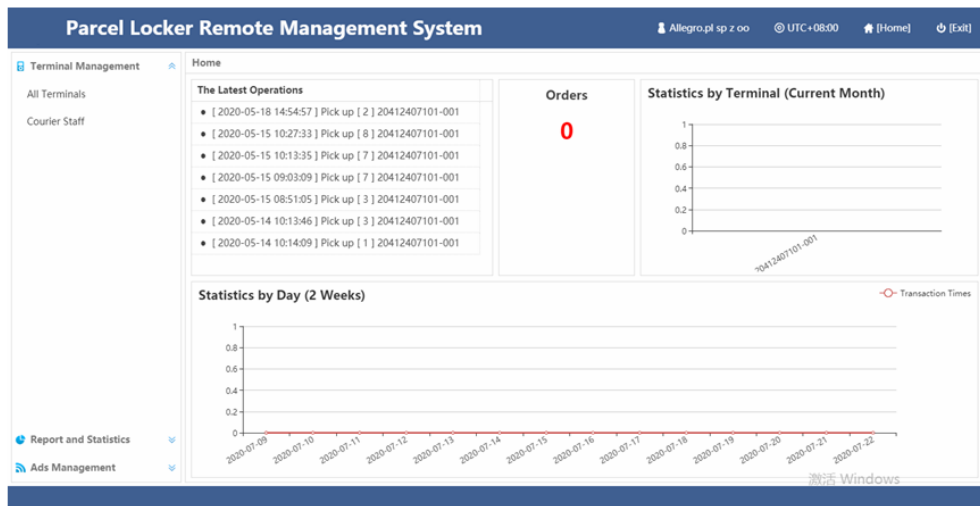 Parcel Locker Remote Management System
Allegro.pl sp z oo
UTC+08:00
[Home]
[Exit]
Terminal Management
All Terminals
Courier Staff
Report and Statistics
Ads Management
Home
The Latest Operations
[ 2020-05-18 14:54:57 ] Pick up [ 2 ] 20412407101-001
[ 2020-05-15 10:27:33 ] Pick up [ 8 ] 20412407101-001
[ 2020-05-15 10:13:35 ] Pick up [ 7 ] 20412407101-001
[ 2020-05-15 09:03:09 ] Pick up [ 7 ] 20412407101-001
[ 2020-05-15 08:51:05 ] Pick up [ 3 ] 20412407101-001
[ 2020-05-14 10:13:46 ] Pick up [ 3 ] 20412407101-001
[ 2020-05-14 10:14:09 ] Pick up [ 1 ] 20412407101-001
Orders
0
Statistics by Terminal (Current Month)
1
0.8
0.6
0.4
0.2
0
20412407101-001
Statistics by Day (2 Weeks)
Transaction Times
1
0.8
0.6
0.4
0.2
0
2020-07-09
2020-07-10
2020-07-11
2020-07-12
2020-07-13
2020-07-14
2020-07-15
2020-07-16
2020-07-17
2020-07-18
2020-07-19
2020-07-20
2020-07-21
2020-07-22
激活 Windows